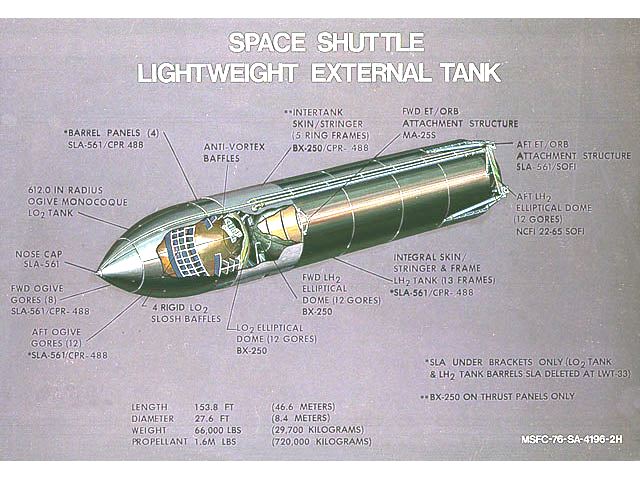 SPACE SHUTTLE
LIGHTWEIGHT EXTERNAL TANK
*BARREL PANELS (4)
SLA-561/CPR 488
ANTI-VORTEX
BAFFLES
**INTERTANK
SKIN/STRINGER
(5 RING FRAMES)
BX-250/CPR- 488
FWD ET/ORB
ATTACHMENT STRUCTURE
MA-25S
AFT ET/ORB
ATTACHMENT STRUCTURE
SLA-561/SOFI
612.0 IN RADIUS
OGIVE MONOCOQUE
LO2 TANK
AFT LH2
ELLIPTICAL DOME
(12 GORES)
NCFI 22-65 SOFI
NOSE CAP
SLA-561
FWD OGIVE
GORES (8)
SLA-561/CPR-488
AFT OGIVE
GORES (12)
*SLA-561/CPR-488
4 RIGID LO2
SLOSH BAFFLES
LO2 ELLIPTICAL
DOME (12 GORES)
BX-250
FWD LH2
ELLIPTICAL
DOME (12 GORES)
BX-250
INTEGRAL SKIN/
STRINGER & FRAME
LH2 TANK (13 FRAMES)
*SLA-561/CPR- 488
*SLA UNDER BRACKETS ONLY (LO2 TANK
& LH2 TANK BARRELS SLA DELETED AT LWT-33)
**BX-250 ON THRUST PANELS ONLY
LENGTH 153.8 FT (46.6 METERS)
DIAMETER 27.6 FT (8.4 METERS)
WEIGHT 66,000 LBS (29,700 KILOGRAMS)
PROPELLANT 1.6M LBS (720,000 KILOGRAMS)
MSFC-76-SA-4196-2H